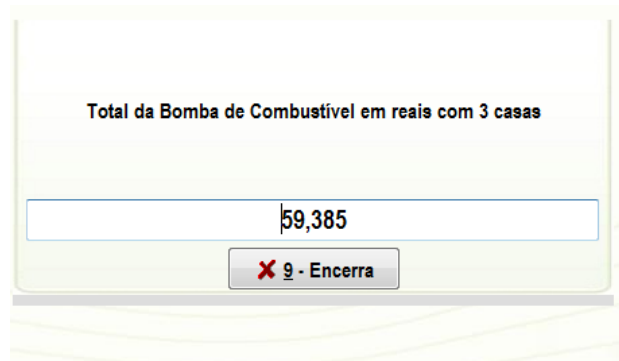 Total da Bomba de Combustível em reais com 3 casas
59,385
9 - Encerra